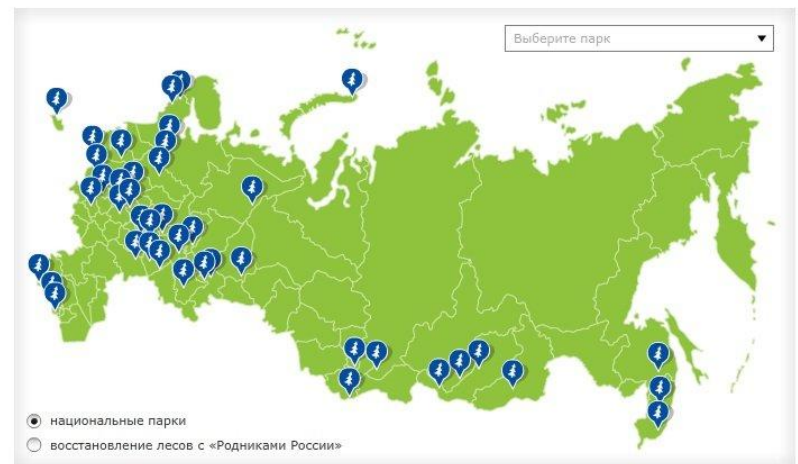 Выберите парк
национальные парки
восстановление лесов с «Родниками России»